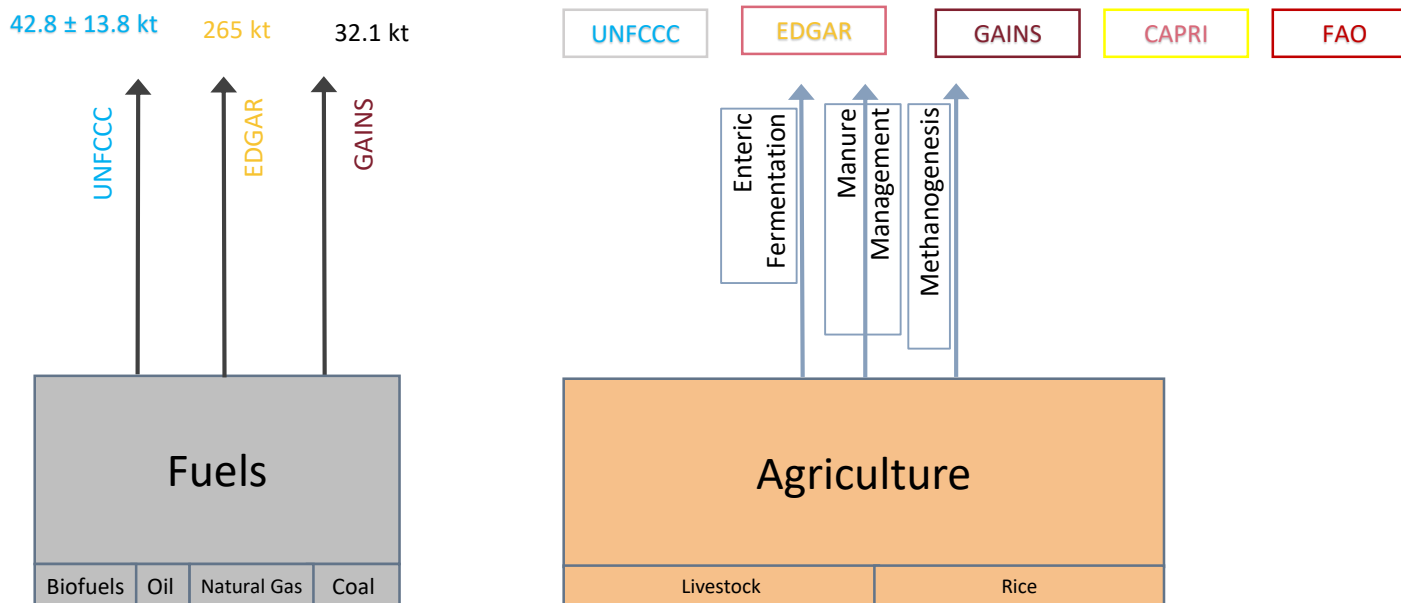 42.8 ± 13.8 kt
265 kt
32.1 kt
UNFCCC
EDGAR
GAINS
CAPRI
FAO
UNFCCC
EDGAR
GAINS
Enteric
Fermentation
Manure
Management
Methanogenesis
Fuels
Agriculture
Biofuels
Oil
Natural Gas
Coal
Livestock
Rice